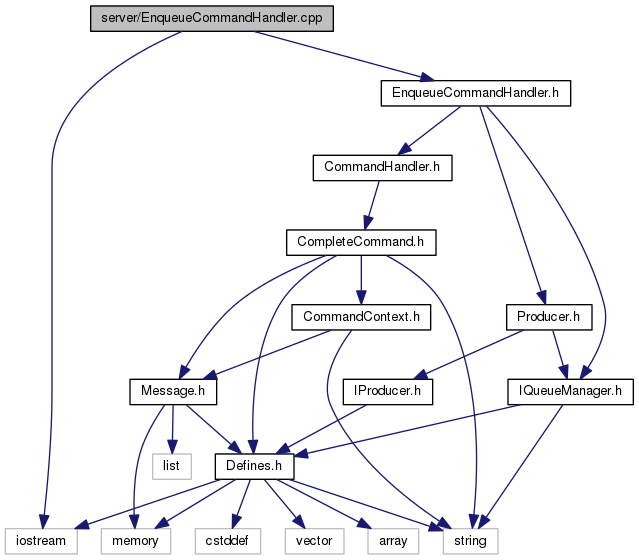 server/EnqueueCommandHandler.cpp
EnqueueCommandHandler.h
CommandHandler.h
CompleteCommand.h
CommandContext.h
Producer.h
Message.h
IProducer.h
IQueueManager.h
list
Defines.h
iostream
memory
cstddef
vector
array
string